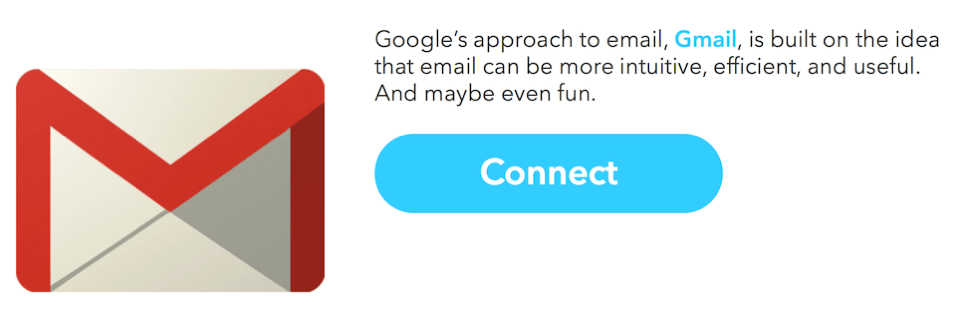 Google’s approach to email, Gmail, is built on the idea
that email can be more intuitive, efficient, and useful.
And maybe even fun.
Connect